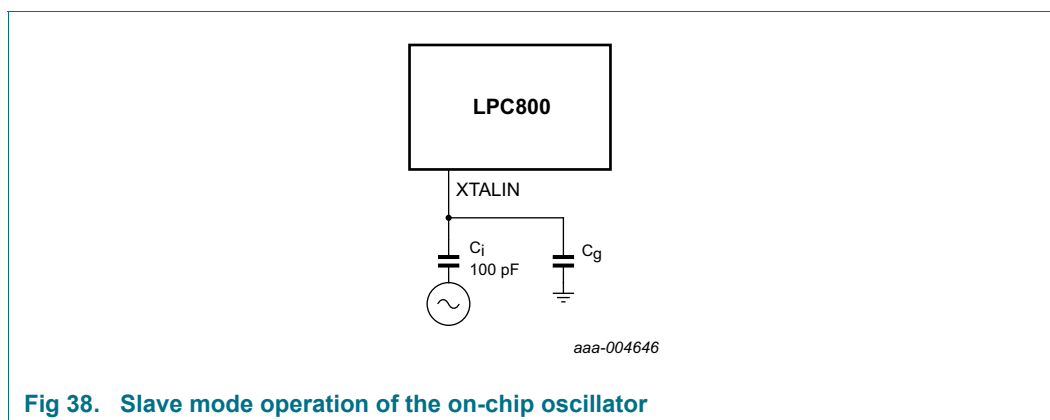 LPC800
XTALIN
Ci
100 pF
Cg
aaa-004646
Fig 38. Slave mode operation of the on-chip oscillator